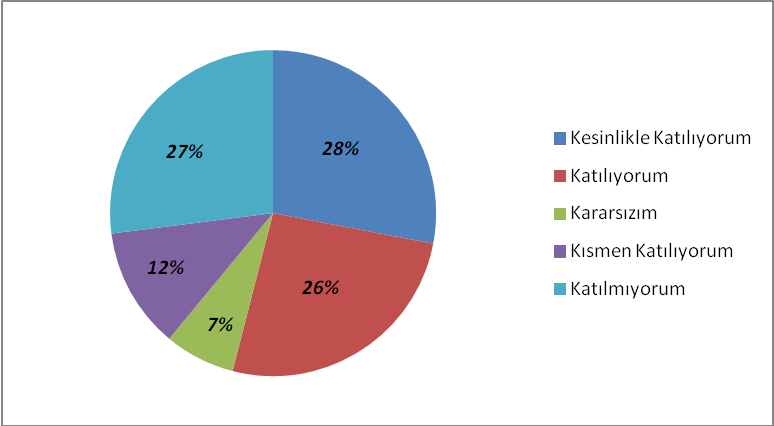 28%
26%
7%
12%
27%
Kesinlikle Katılıyorum
Katılıyorum
Kararsızım
Kısmen Katılıyorum
Katılmıyorum